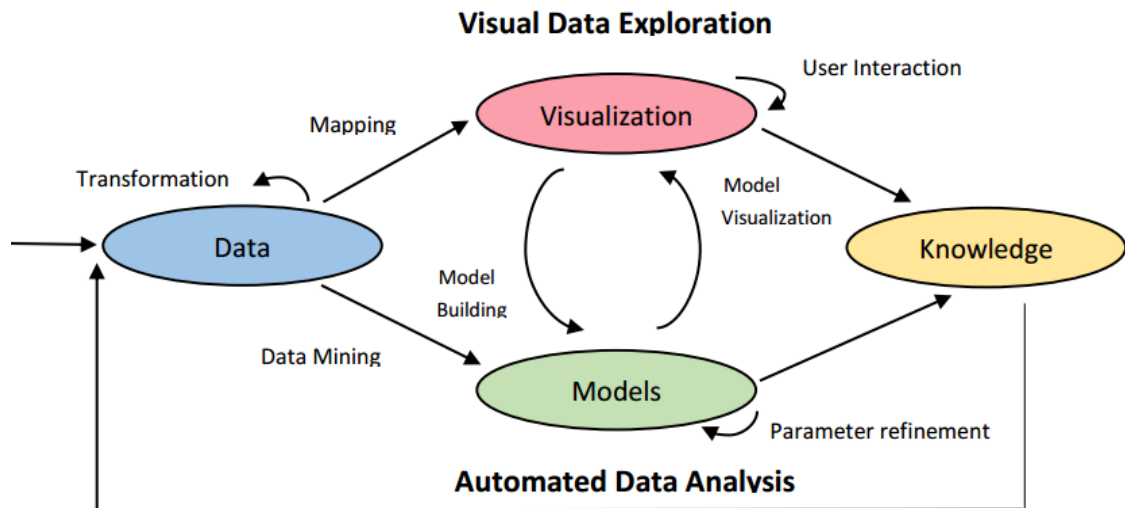 Visual Data Exploration
User Interaction
Visualization
Mapping
Transformation
Model
Visualization
Data
Knowledge
Model
Building
Data Mining
Models
Parameter refinement
Automated Data Analysis